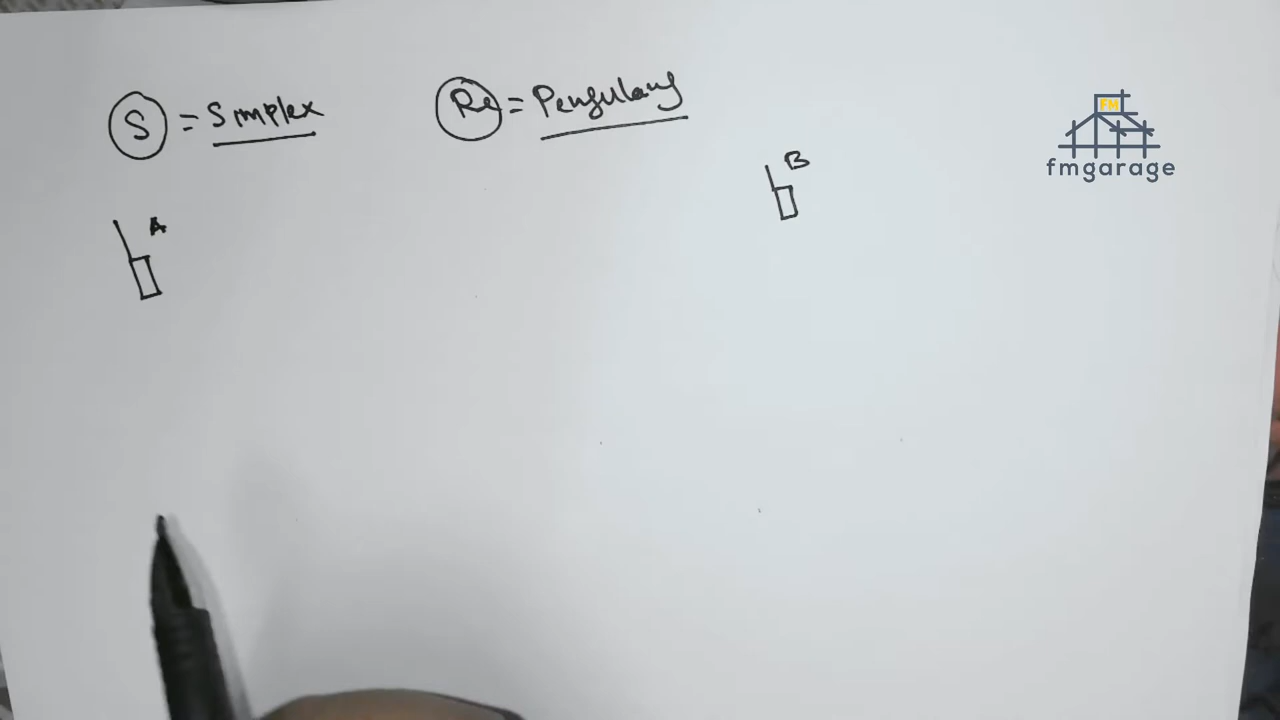 S = Simplex
Re = Pengulang
B
A
FM
fmgarage